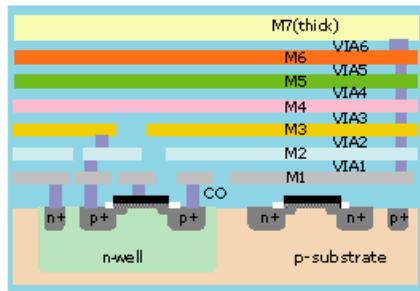 M7(thick)
VIA6
M6
VIA5
M5
VIA4
M4
VIA3
M3
VIA2
M2
VIA1
M1
CO
n+ p+ p+ n+ n+
n-well p-substrate